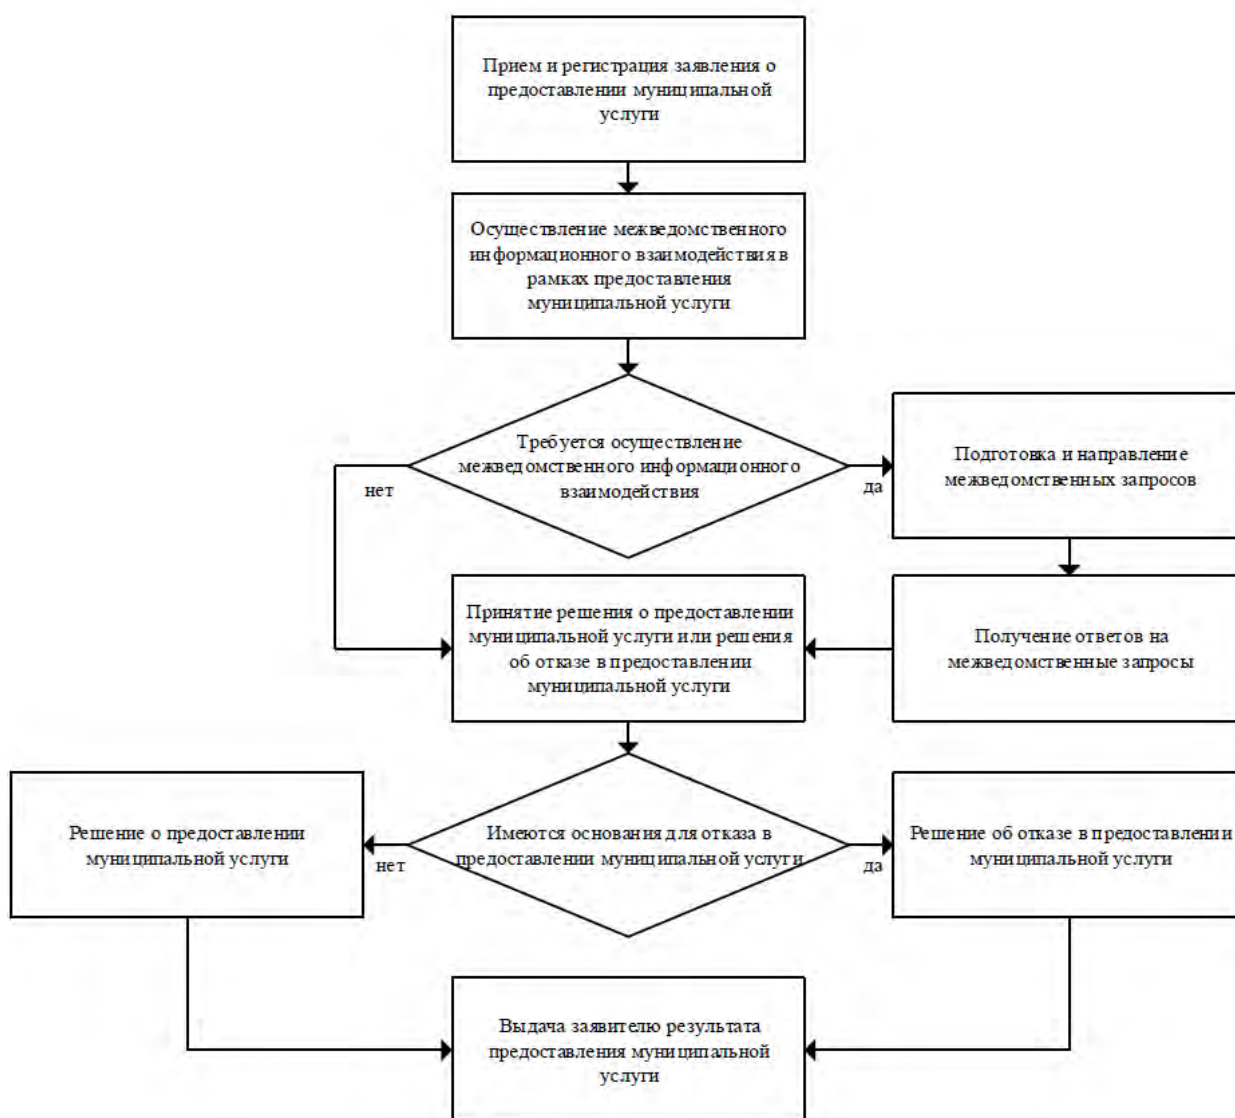 Прием и регистрация заявления о
предоставлении муниципальной
услуги
Осуществление межведомственного
информационного взаимодействия в
рамках предоставления
муниципальной услуги
Требуется осуществление
межведомственного информационного
взаимодействия
нет
да
Подготовка и направление
межведомственных запросов
Принятие решения о предоставлении
муниципальной услуги или решения
об отказе в предоставлении
муниципальной услуги
Получение ответов на
межведомственные запросы
Решение о предоставлении
муниципальной услуги
Имеются основания для отказа в
предоставлении муниципальной услуги
нет
да
Решение об отказе в предоставлении
муниципальной услуги
Выдача заявителю результата
предоставления муниципальной
услуги